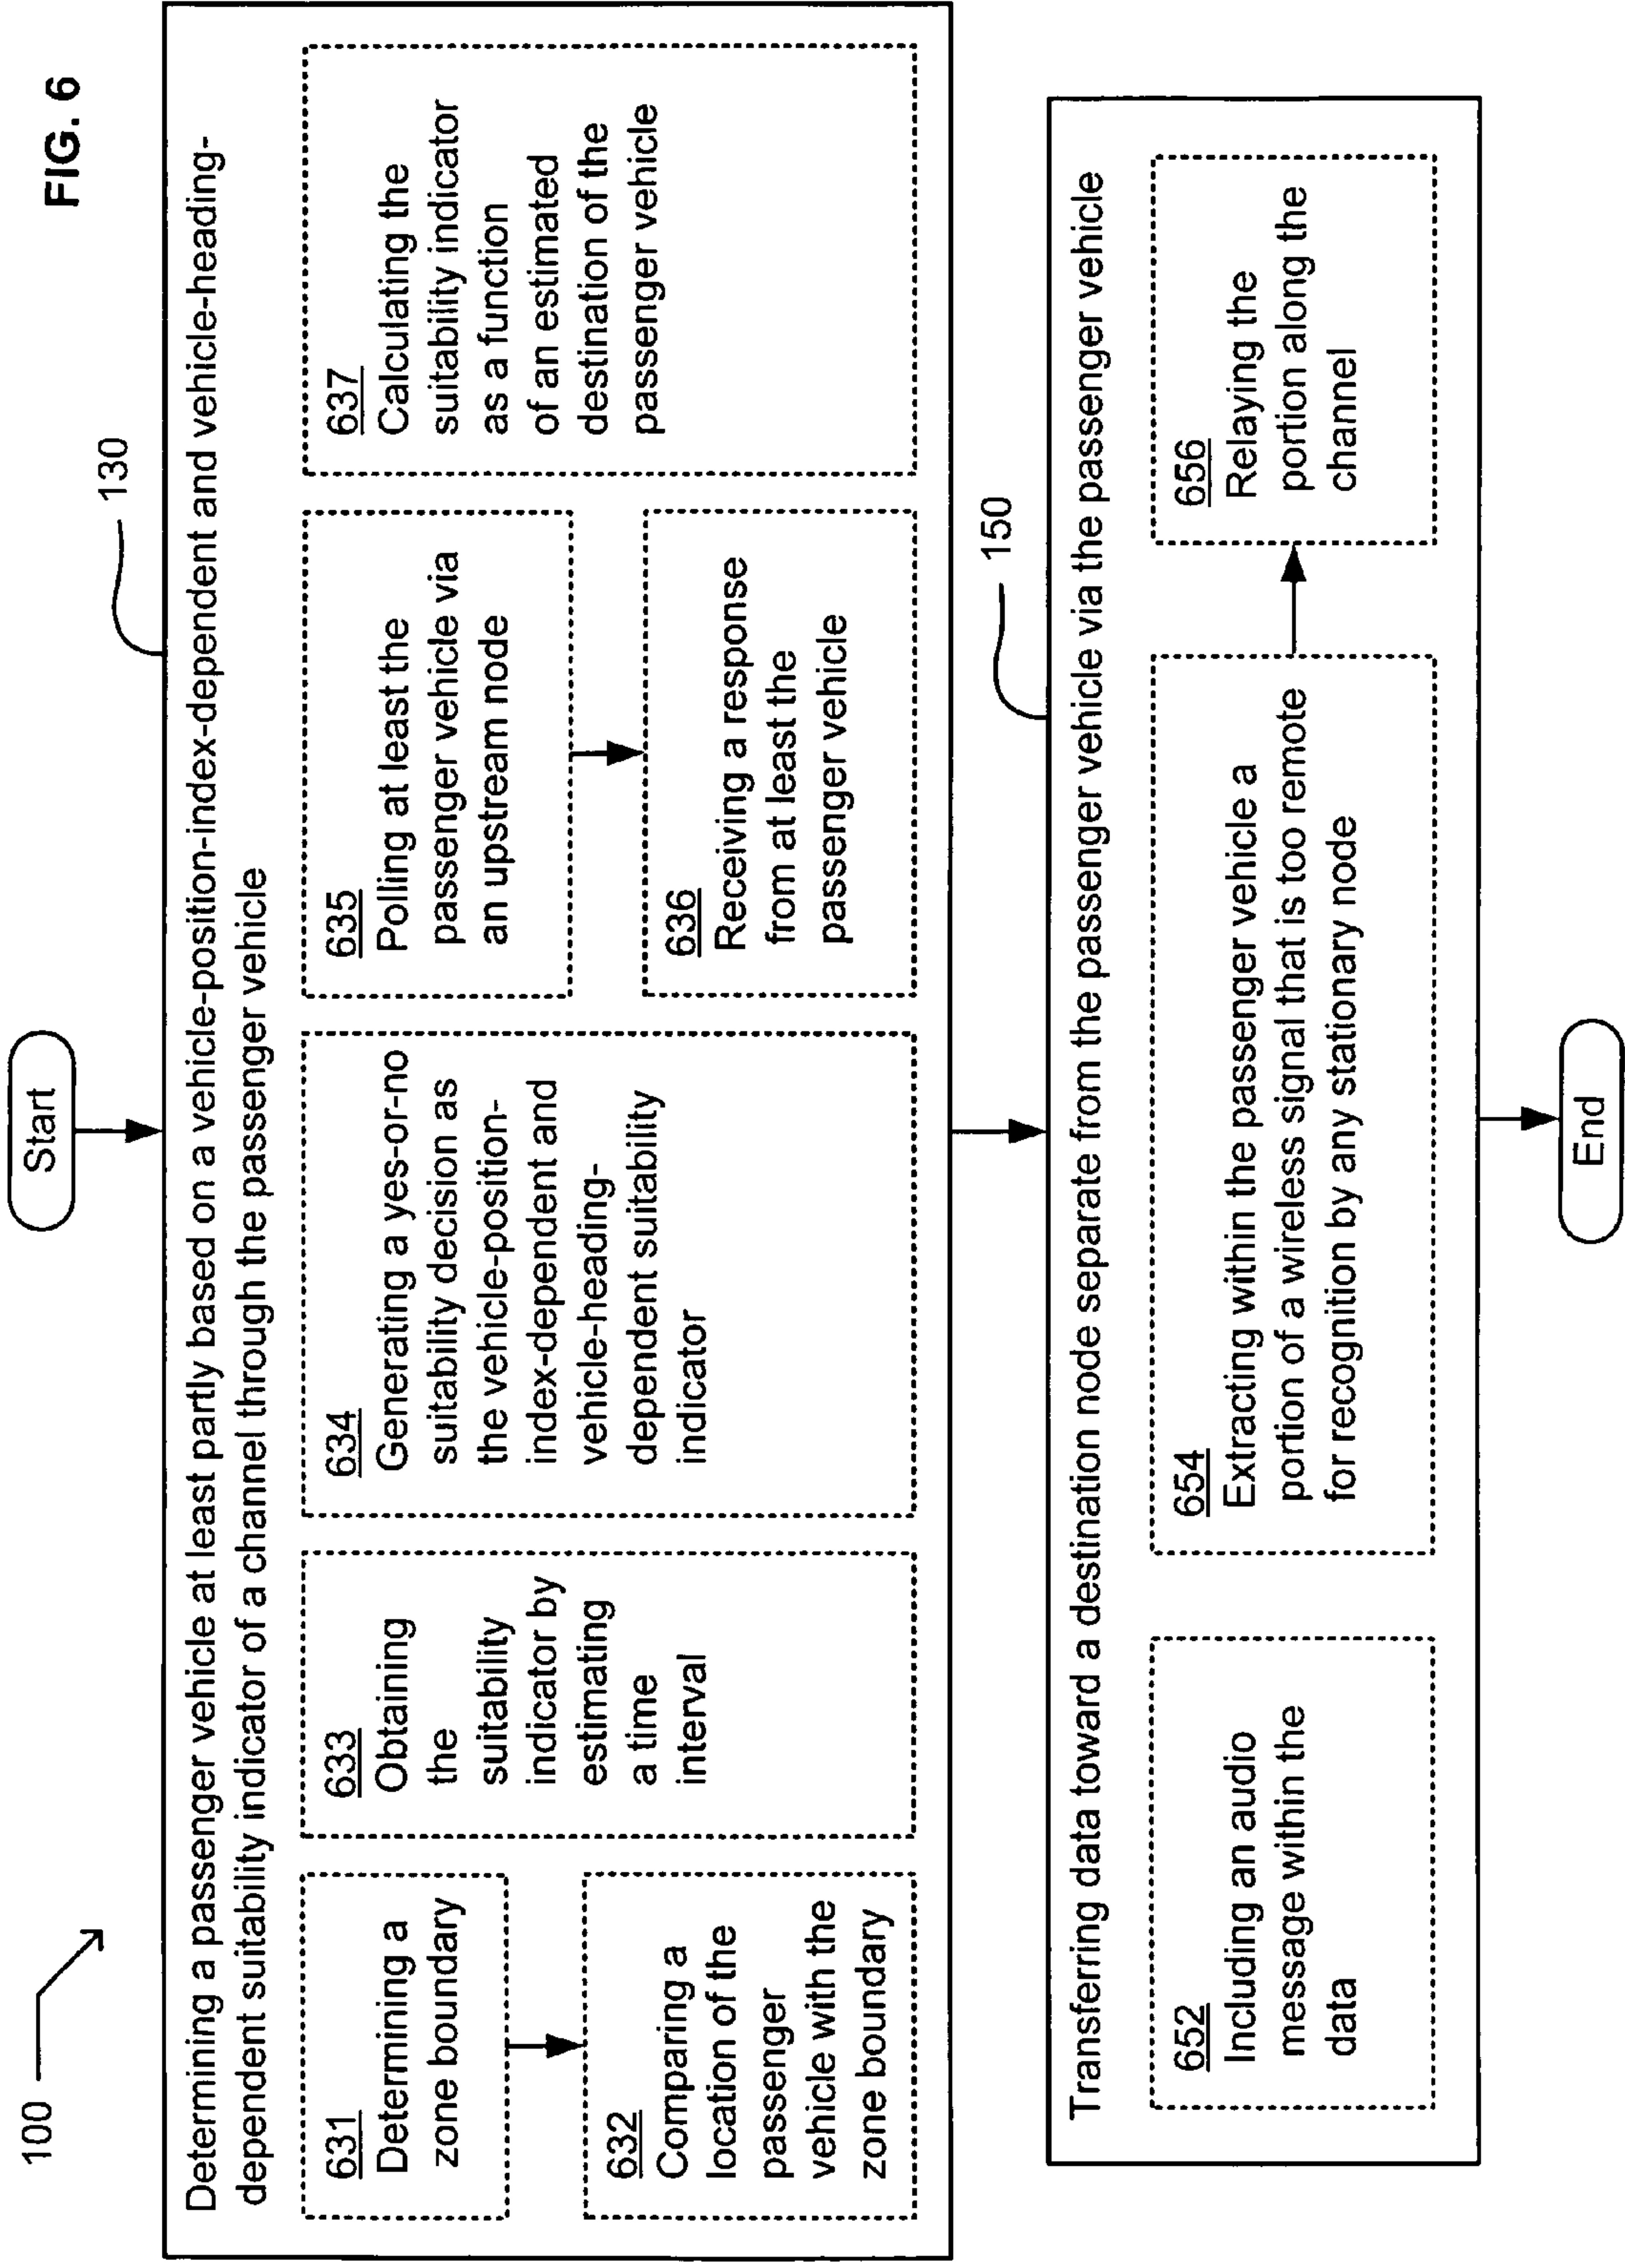 100
FIG. 6
Start
130
Determining a passenger vehicle at least partly based on a vehicle-position-index-dependent and vehicle-heading-
dependent suitability indicator of a channel through the passenger vehicle
631
Determining a
zone boundary
632
Comparing a
location of the
passenger
vehicle with the
zone boundary
633
Obtaining
the
suitability
indicator by
estimating
a time
interval
634
Generating a yes-or-no
suitability decision as
the vehicle-position-
index-dependent and
vehicle-heading-
dependent suitability
indicator
635
Polling at least the
passenger vehicle via
an upstream node
636
Receiving a response
from at least the
passenger vehicle
637
Calculating the
suitability indicator
as a function
of an estimated
destination of the
passenger vehicle
150
Transferring data toward a destination node separate from the passenger vehicle via the passenger vehicle
652
Including an audio
message within the
data
654
Extracting within the passenger vehicle a
portion of a wireless signal that is too remote
for recognition by any stationary node
656
Relaying the
portion along the
channel
End